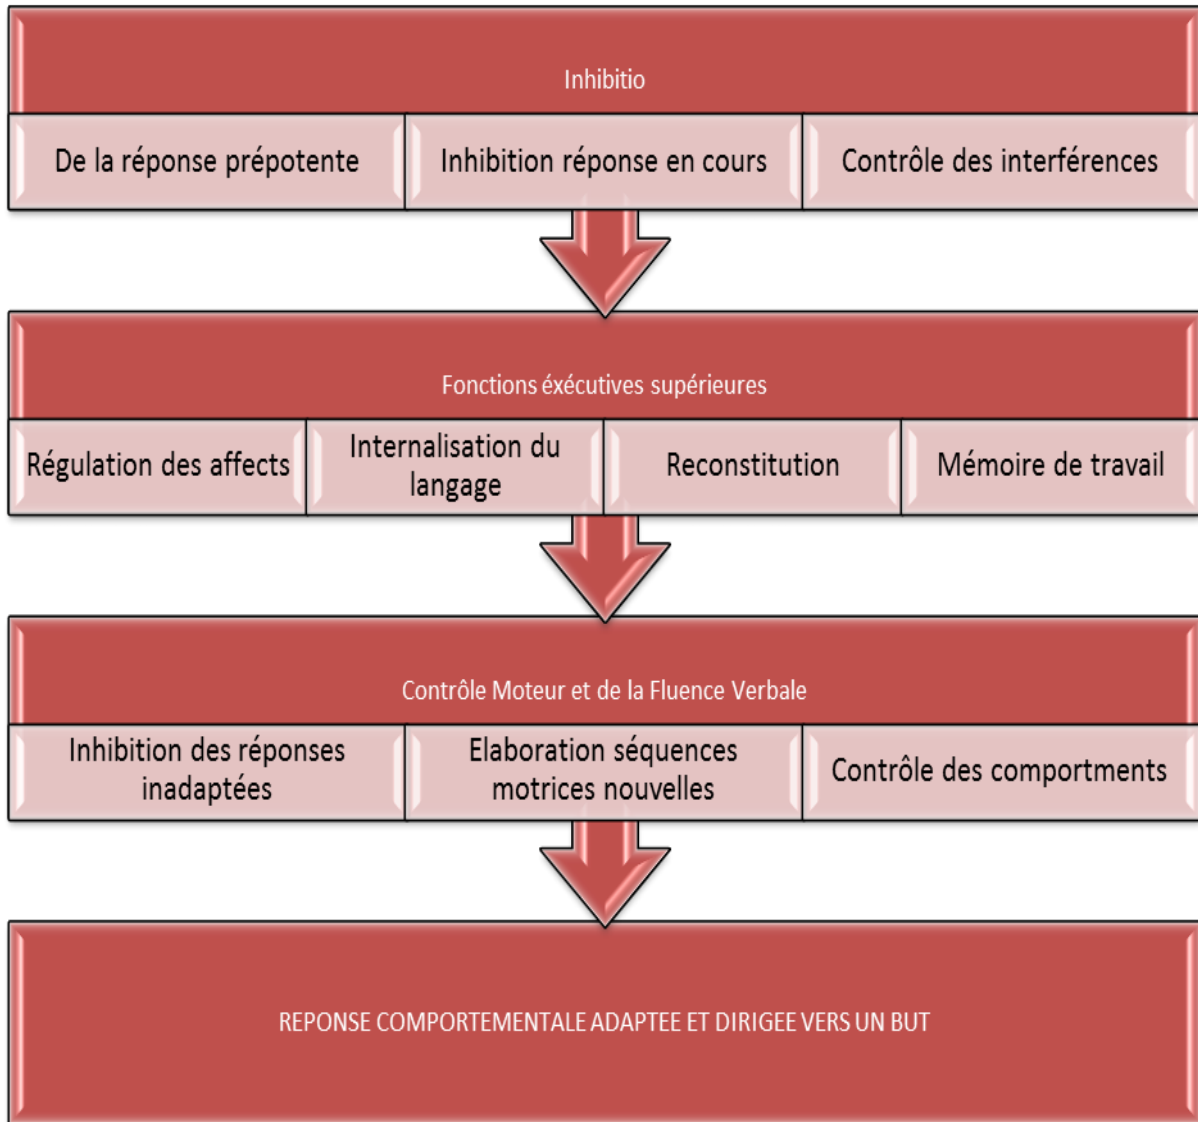 Inhibitio
De la réponse prépotente
Inhibition réponse en cours
Contrôle des interférences
Fonctions éxécutives supérieures
Régulation des affects
Internalisation du
langage
Reconstitution
Mémoire de travail
Contrôle Moteur et de la Fluence Verbale
Inhibition des réponses
inadaptées
Elaboration séquences
motrices nouvelles
Contrôle des comportments
REPONSE COMPORTEMENTALE ADAPTEE ET DIRIGEE VERS UN BUT